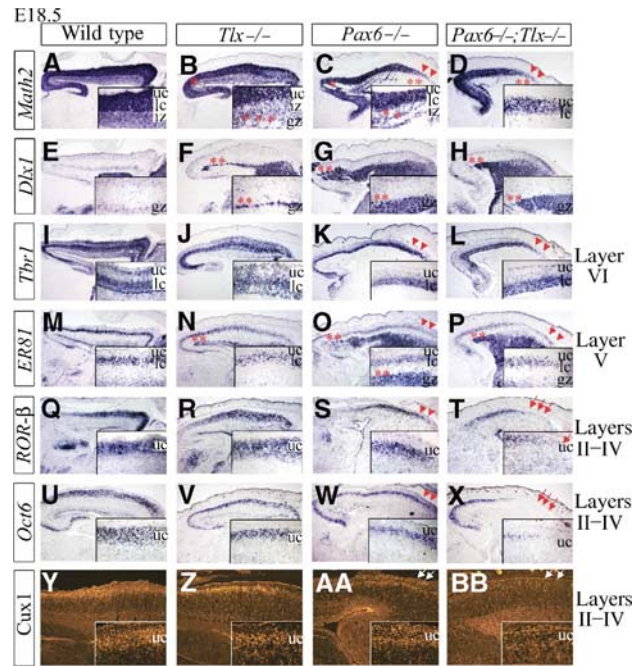 E18.5
Wild type Tlx–/– Pax6–/– Pax6–/–;Tlx–/–
Math2 A B C D
uc lc iz
uc lc iz gz
uc lc iz
uc lc
Dlx1 E F G H
gz
Tbr1 I J K L Layer VI
uc lc
uc lc
uc lc
uc lc
ER81 M N O P Layer V
uc lc
uc lc
uc lc gz
uc lc
ROR-β Q R S T Layers II–IV
uc uc uc uc
Oct6 U V W X Layers II–IV
uc uc uc uc
Cux1 Y Z AA BB Layers II–IV
uc uc uc uc